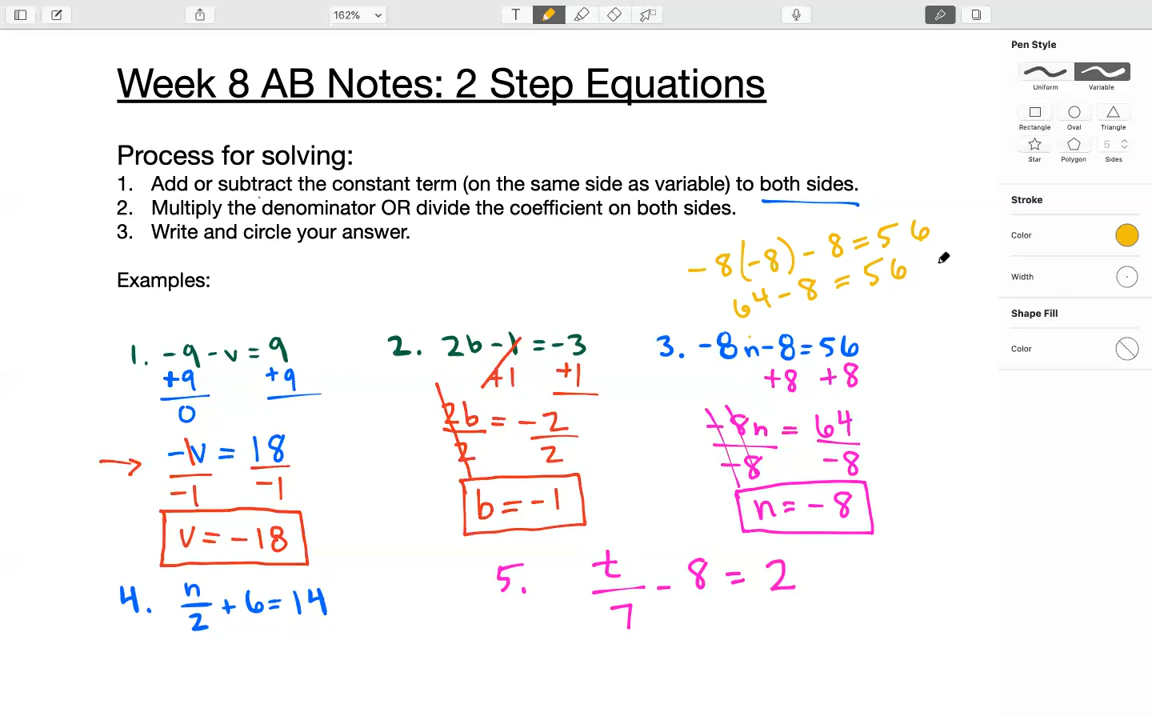 162%
T
Week 8 AB Notes: 2 Step Equations
Process for solving:
1. Add or subtract the constant term (on the same side as variable) to both sides.
2. Multiply the denominator OR divide the coefficient on both sides.
3. Write and circle your answer.
Examples:
-8(-8) - 8 = 56
64 - 8 = 56
1. -9 - v = 9
+9 +9
0
-1v = 18
-1 -1
v = -18
2. 2b - 1 = -3
+1 +1
2b = -2
2 2
b = -1
3. -8n - 8 = 56
+8 +8
-8n = 64
-8 -8
n = -8
4. n/2 + 6 = 14
5. t/7 - 8 = 2
Pen Style
Uniform Variable
Rectangle Oval Triangle
5
Star Polygon Sides
Stroke
Color
Width
Shape Fill
Color